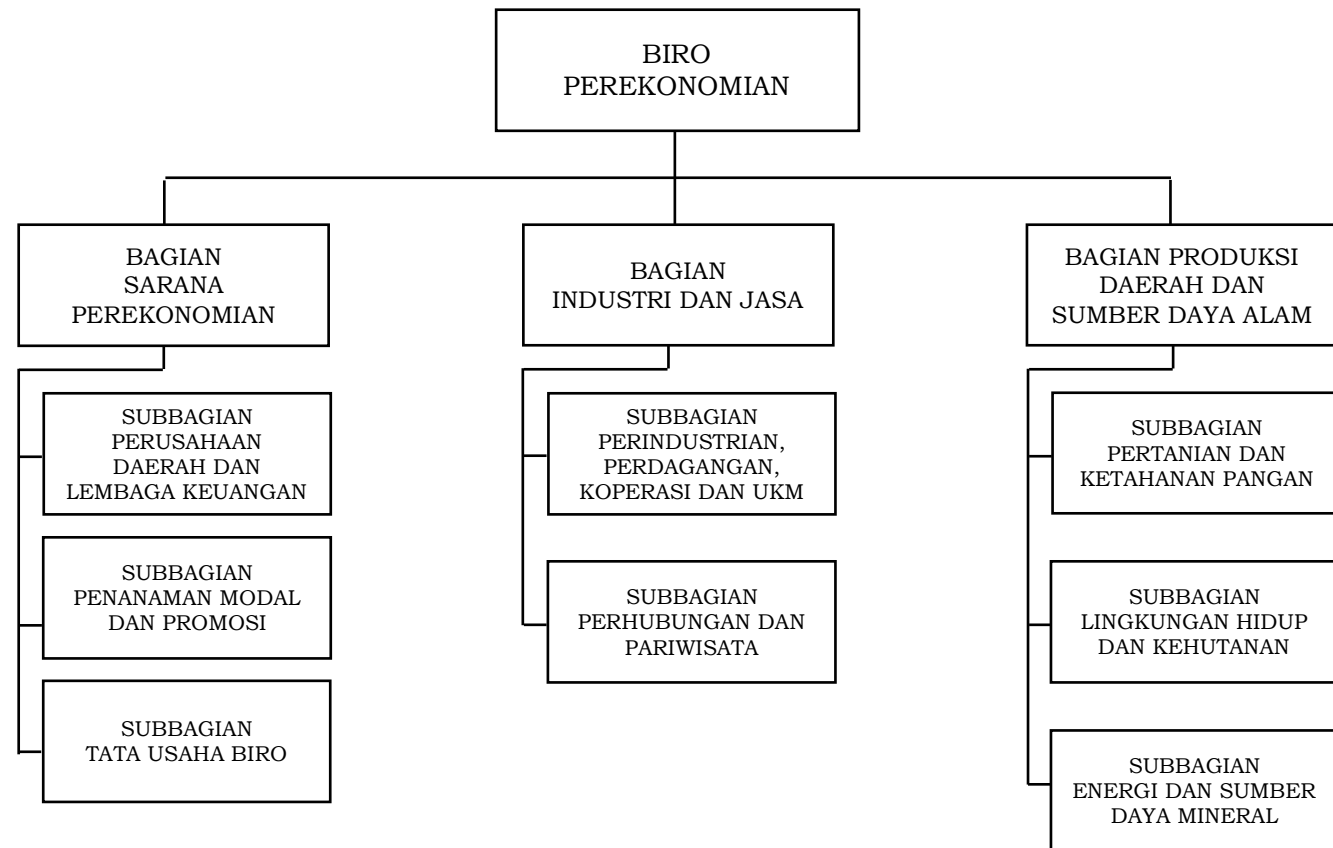 BIRO
PEREKONOMIAN
BAGIAN
SARANA
PEREKONOMIAN
BAGIAN
INDUSTRI DAN JASA
BAGIAN PRODUKSI
DAERAH DAN
SUMBER DAYA ALAM
SUBBAGIAN
PERUSAHAAN
DAERAH DAN
LEMBAGA KEUANGAN
SUBBAGIAN
PENANAMAN MODAL
DAN PROMOSI
SUBBAGIAN
TATA USAHA BIRO
SUBBAGIAN
PERINDUSTRIAN,
PERDAGANGAN,
KOPERASI DAN UKM
SUBBAGIAN
PERHUBUNGAN DAN
PARIWISATA
SUBBAGIAN
PERTANIAN DAN
KETAHANAN PANGAN
SUBBAGIAN
LINGKUNGAN HIDUP
DAN KEHUTANAN
SUBBAGIAN
ENERGI DAN SUMBER
DAYA MINERAL